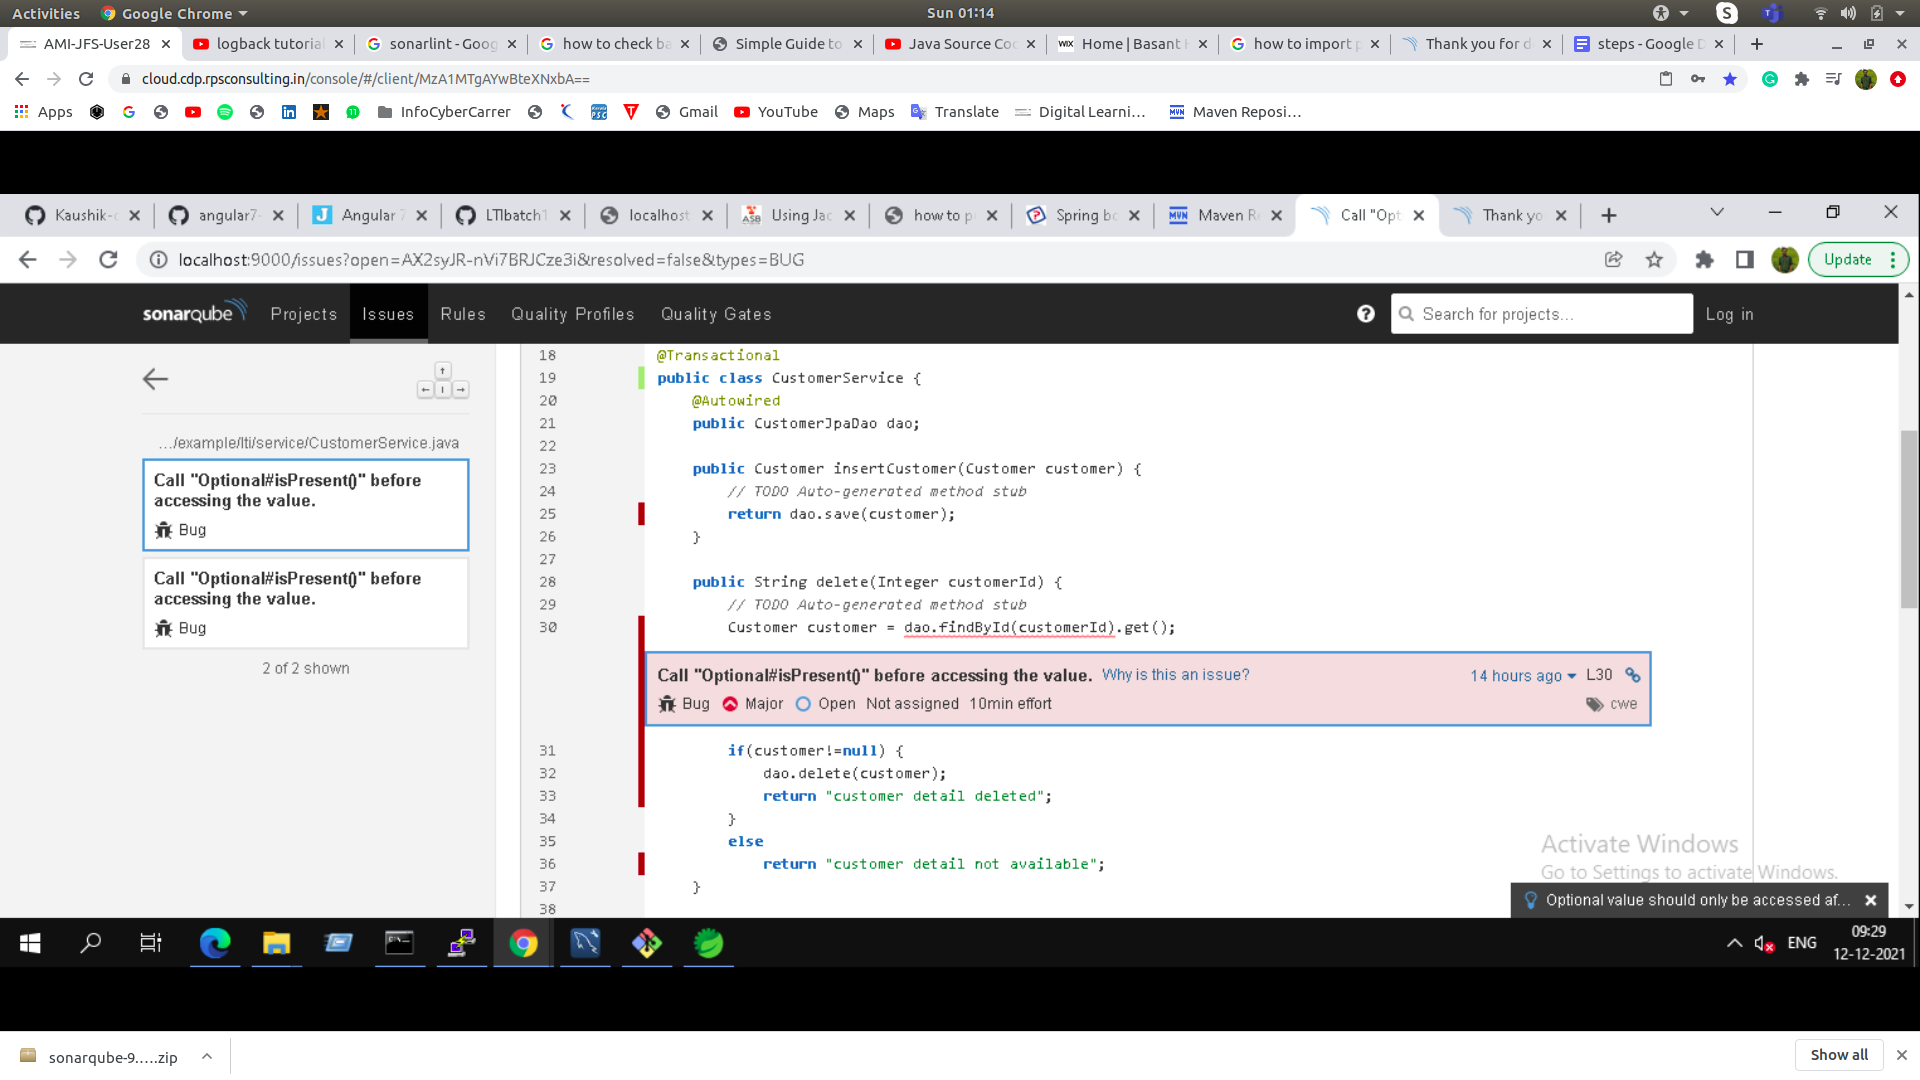 Activities Google Chrome Sun 01:14
AMI-JFS-User28 logback tutorial sonarlint - Goog how to check ba Simple Guide to Java Source Co Home | Basant how to import p Thank you for d steps - Google D
cloud.cdp.rpsconsulting.in/console/#/client/MzA1MTgAYwBteXNxbA==
Apps InfoCyberCarrer Gmail YouTube Maps Translate Digital Learni… Maven Reposi…
Kaushik- angular7- Angular 7 LTIbatch1 localhost Using Jac how to p Spring bo Maven Re Call "Opt Thank yo
localhost:9000/issues?open=AX2syJR-nVi7BRJCze3i&resolved=false&types=BUG Update
sonarqube Projects Issues Rules Quality Profiles Quality Gates ? Search for projects... Log in
…/example/lti/service/CustomerService.java
Call "Optional#isPresent()" before
accessing the value.
Bug
Call "Optional#isPresent()" before
accessing the value.
Bug
2 of 2 shown
18 @Transactional
19 public class CustomerService {
20 @Autowired
21 public CustomerJpaDao dao;
22
23 public Customer insertCustomer(Customer customer) {
24 // TODO Auto-generated method stub
25 return dao.save(customer);
26 }
27
28 public String delete(Integer customerId) {
29 // TODO Auto-generated method stub
30 Customer customer = dao.findById(customerId).get();
Call "Optional#isPresent()" before accessing the value. Why is this an issue? 14 hours ago L30
Bug Major Open Not assigned 10min effort cwe
31 if(customer!=null) {
32 dao.delete(customer);
33 return "customer detail deleted";
34 }
35 else
36 return "customer detail not available";
37 }
38
Activate Windows
Go to Settings to activate Windows.
Optional value should only be accessed af...
ENG 09:29
12-12-2021
sonarqube-9.….zip Show all